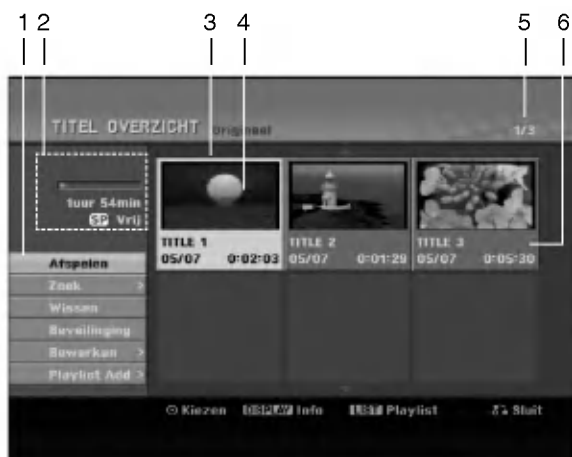 1 2 3 4 5 6
TITEL OVERZICHT Origineel 1/3
1uur 54min
SP Vrij
TITLE 1 TITLE 2 TITLE 3
05/07 0:02:03 05/07 0:01:29 05/07 0:05:30
Afspelen
Zoek >
Wissen
Beveiliging
Bewerken >
Playlist Add >
Kiezen DISPLAY Info LIST Playlist Sluit